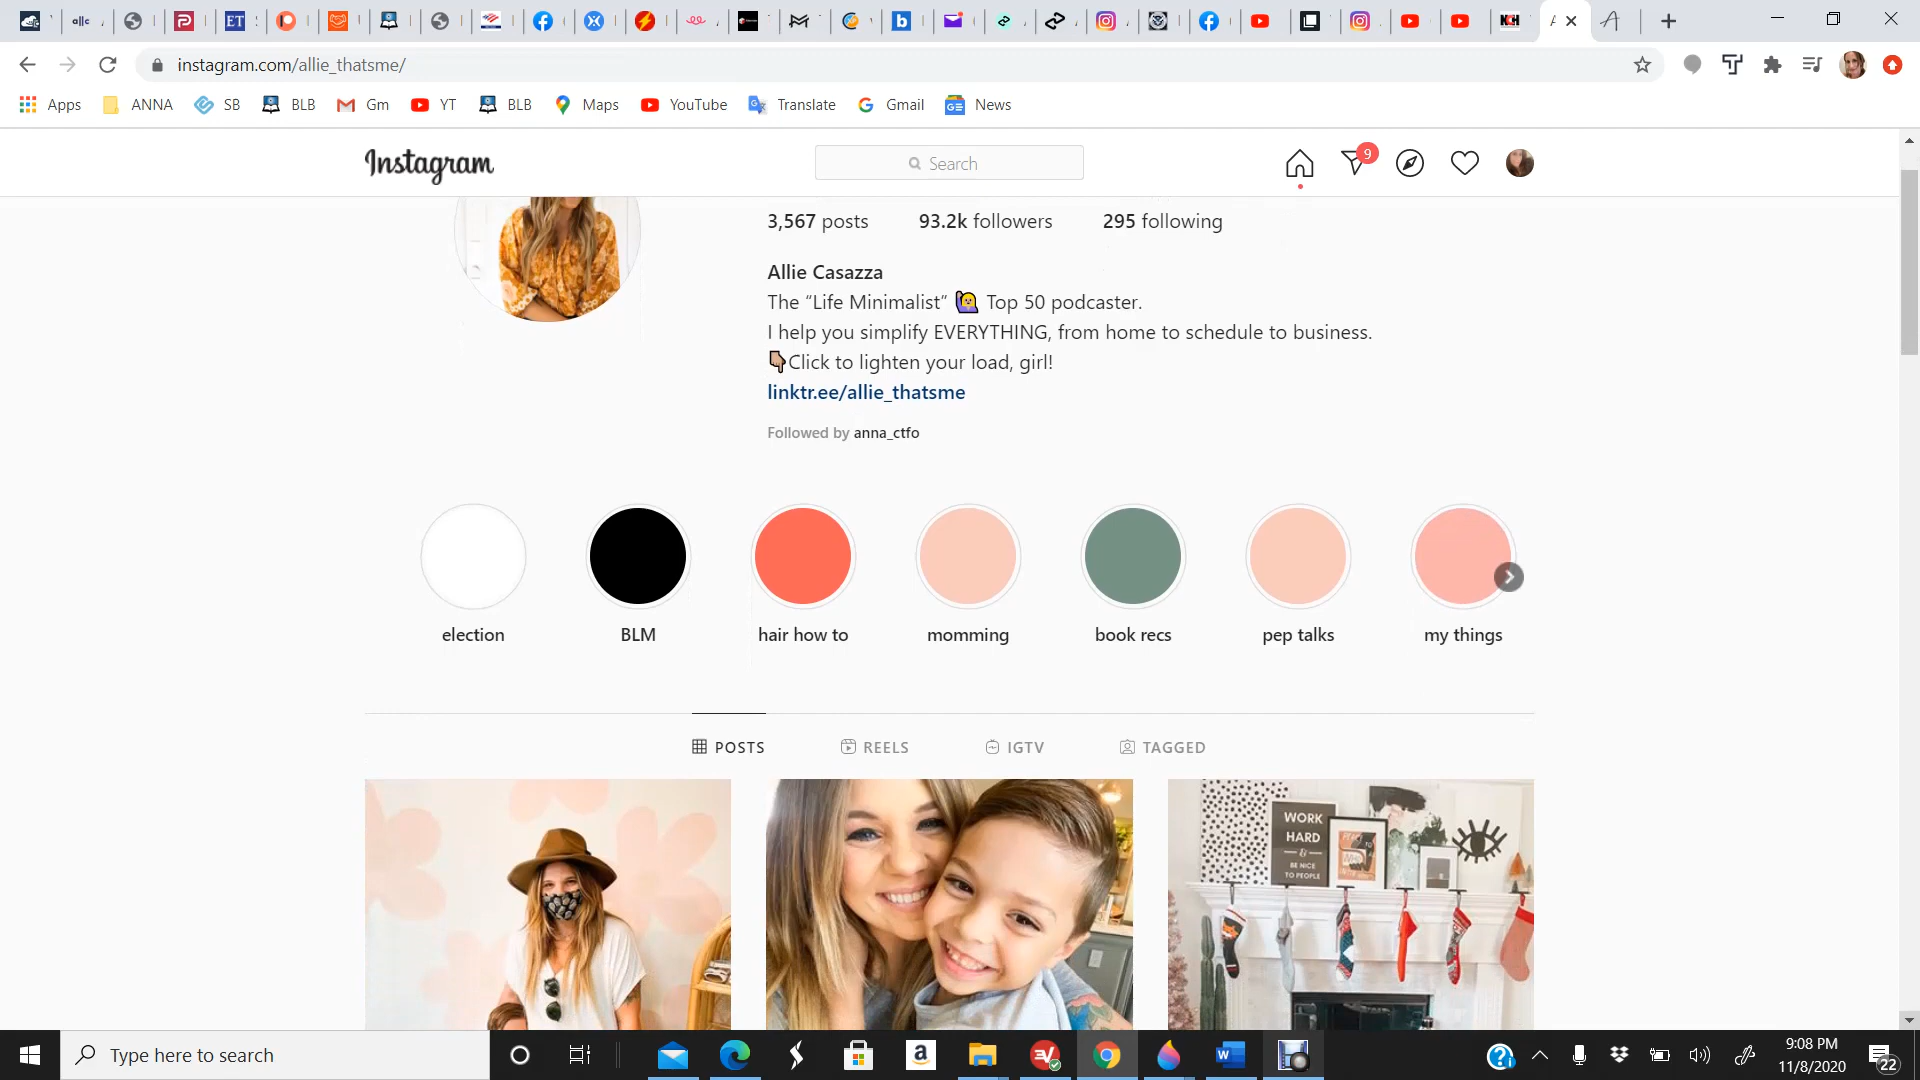 instagram.com/allie_thatsme/
Apps ANNA SB BLB Gm YT BLB Maps YouTube Translate Gmail News
Instagram
Search
9
3,567 posts 93.2k followers 295 following
Allie Casazza
The “Life Minimalist” 🙋 Top 50 podcaster.
I help you simplify EVERYTHING, from home to schedule to business.
👇Click to lighten your load, girl!
linktr.ee/allie_thatsme
Followed by anna_ctfo
election BLM hair how to momming book recs pep talks my things
POSTS REELS IGTV TAGGED
WORK
HARD
&
BE NICE
TO PEOPLE
Type here to search
9:08 PM
11/8/2020
22